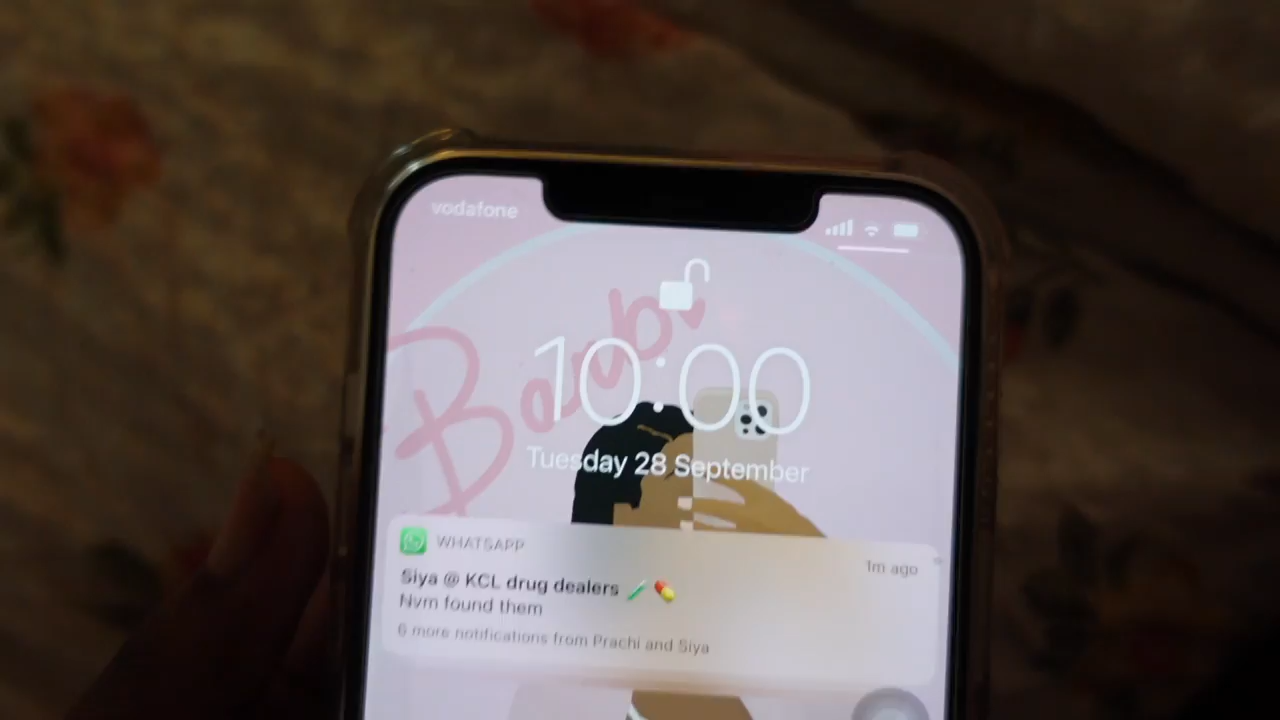 vodafone
Barbi
10:00
Tuesday 28 September
WHATSAPP
1m ago
Siya @ KCL drug dealers
Nvm found them
6 more notifications from Prachi and Siya